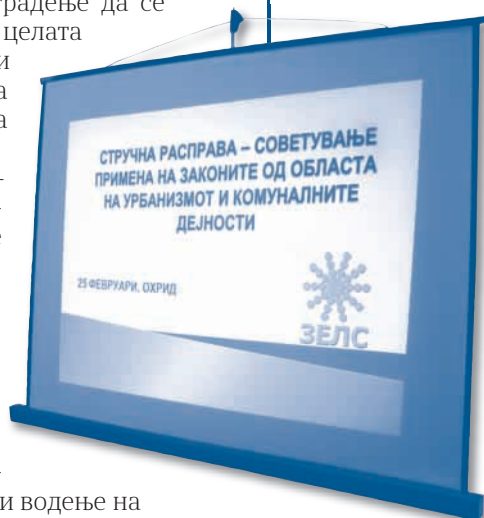 градење да се
целата
и
а
а
-
-
е
СТРУЧНА РАСПРАВА – СОВЕТУВАЊЕ
ПРИМЕНА НА ЗАКОНИТЕ ОД ОБЛАСТА
НА УРБАНИЗМОТ И КОМУНАЛНИТЕ
ДЕЈНОСТИ
25 ФЕВРУАРИ, ОХРИД
ЗЕЛС
-
и водење на